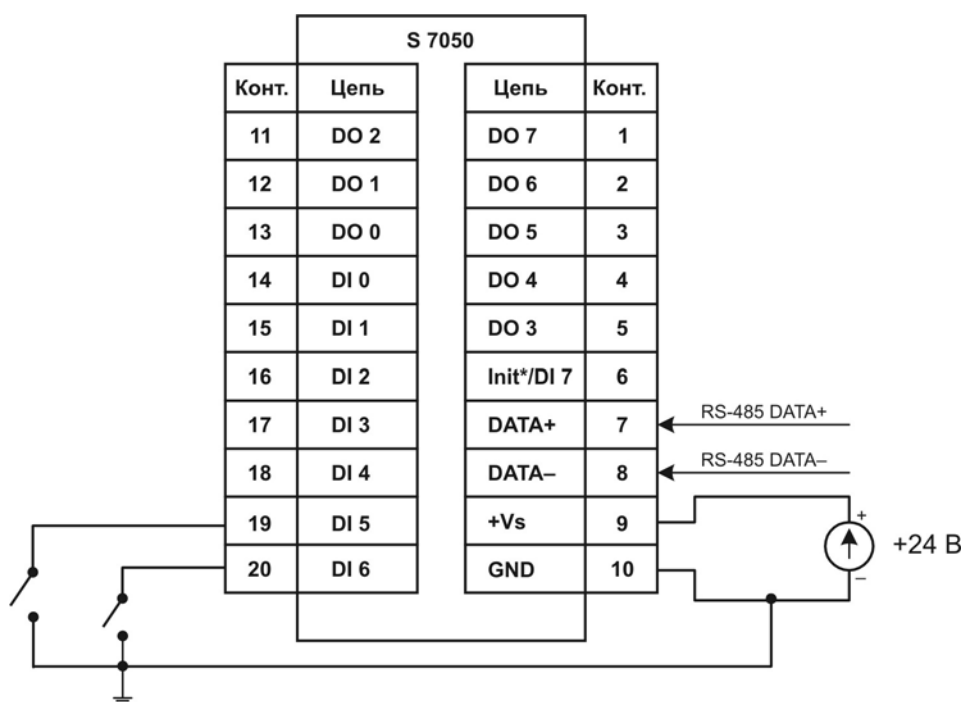 S 7050
Конт. Цепь Цепь Конт.
11 DO 2 DO 7 1
12 DO 1 DO 6 2
13 DO 0 DO 5 3
14 DI 0 DO 4 4
15 DI 1 DO 3 5
16 DI 2 Init*/DI 7 6
17 DI 3 DATA+ 7 RS-485 DATA+
18 DI 4 DATA– 8 RS-485 DATA–
19 DI 5 +Vs 9 +
+24 В
20 DI 6 GND 10 –